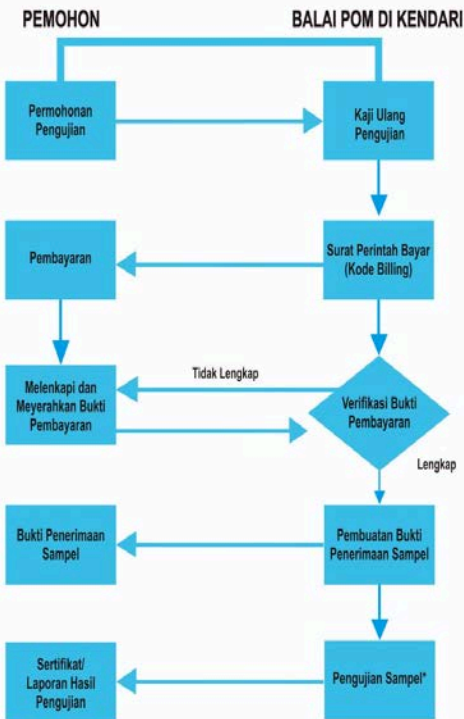 PEMOHON
BALAI POM DI KENDARI
Permohonan
Pengujian
Kaji Ulang
Pengujian
Pembayaran
Surat Perintah Bayar
(Kode Billing)
Melenkapi dan
Meyerahkan Bukti
Pembayaran
Tidak Lengkap
Verifikasi Bukti
Pembayaran
Lengkap
Bukti Penerimaan
Sampel
Pembuatan Bukti
Penerimaan Sampel
Sertifikat/
Laporan Hasil
Pengujian
Pengujian Sampel*